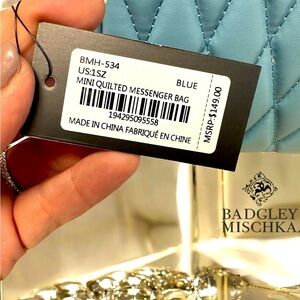 BMH-534
US:1SZ BLUE
MINI QUILTED MESSENGER BAG
194295095558
MADE IN CHINA FABRIQUÉ EN CHINE
MSRP:$149.00
BADGLEY
MISCHKA